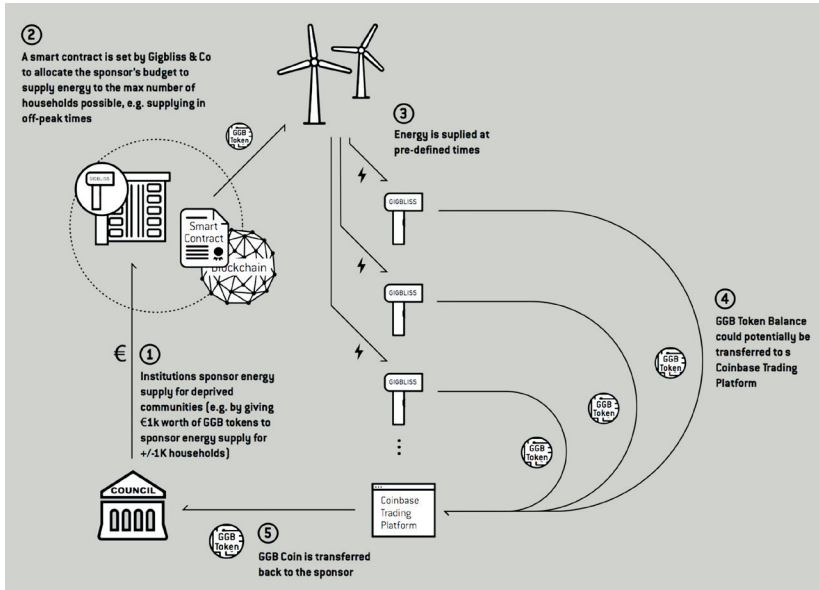 2
A smart contract is set by Gigbliss & Co
to allocate the sponsor's budget to
supply energy to the max number of
households possible, e.g. supplying in
off-peak times
GGB
Token
3
Energy is suplied at
pre-defined times
GIGBLISS
Smart
Contract
Blockchain
GIGBLISS
GIGBLISS
GIGBLISS
4
GGB Token Balance
could potentially be
transferred to s
Coinbase Trading
Platform
€
1
Institutions sponsor energy
supply for deprived
communities (e.g. by giving
€1k worth of GGB tokens to
sponsor energy supply for
+/-1K households)
GGB
Token
GGB
Token
GGB
Token
COUNCIL
Coinbase
Trading
Platform
GGB
Token
5
GGB Coin is transferred
back to the sponsor